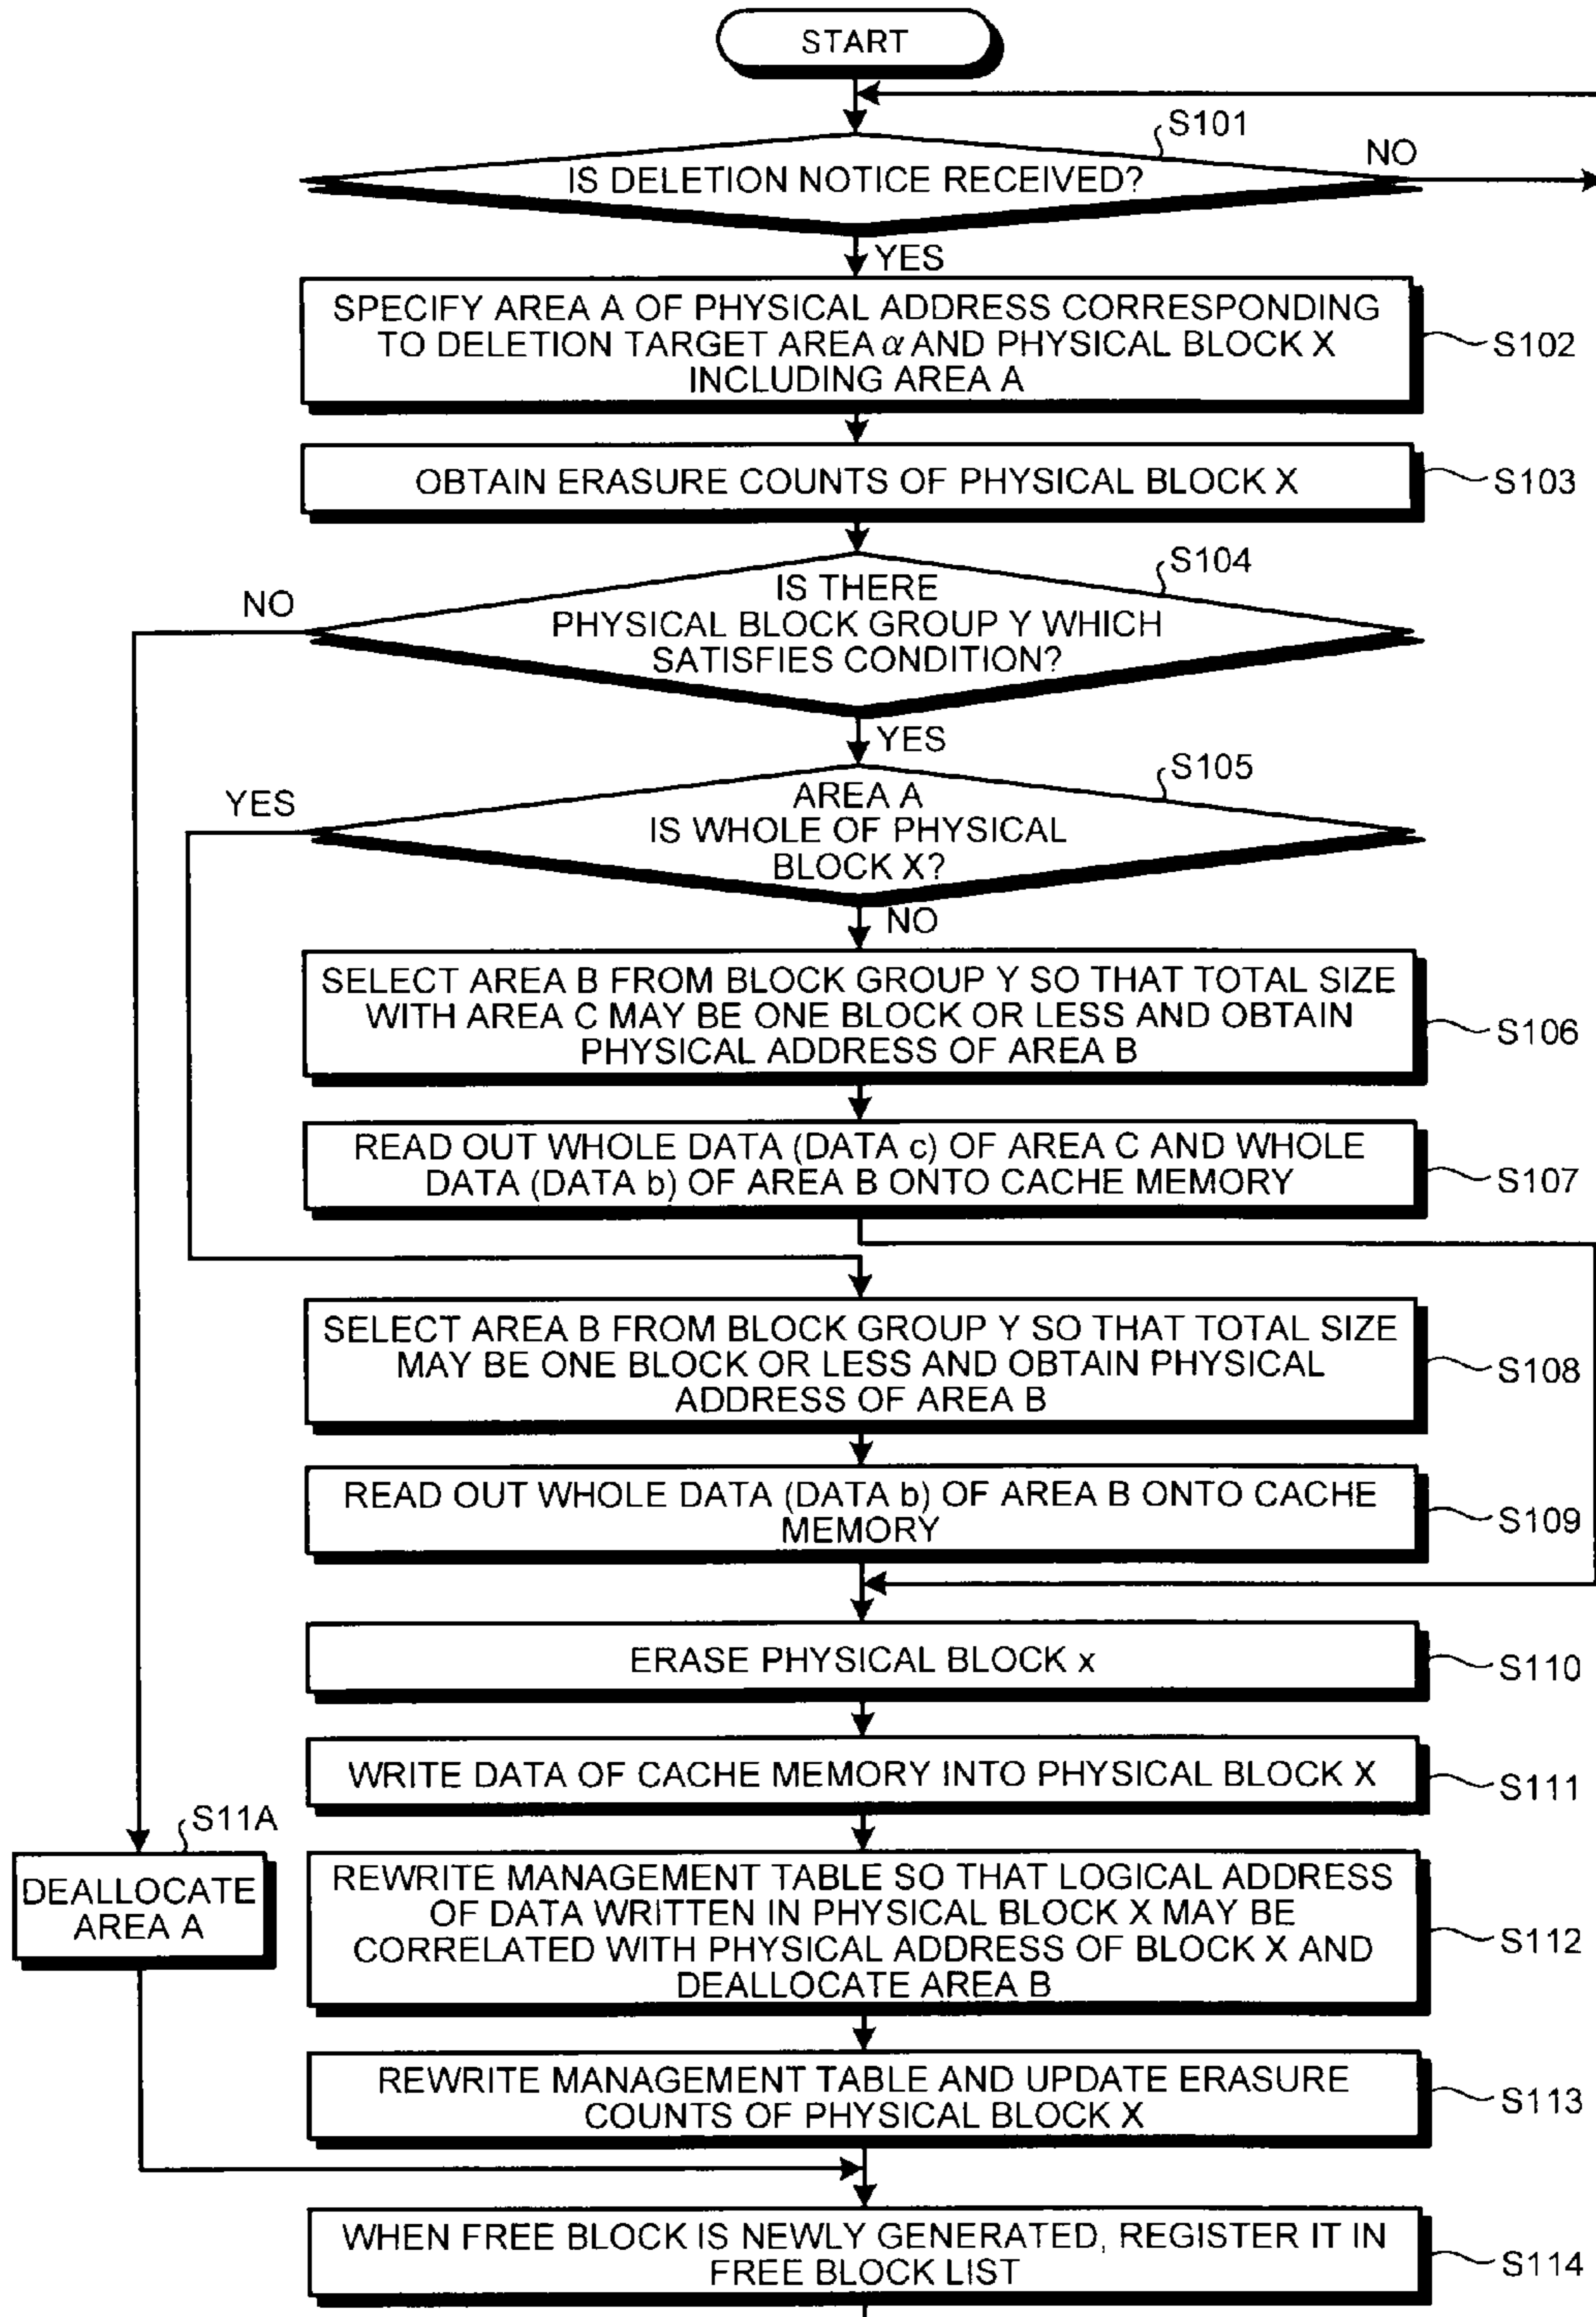 START
S101
IS DELETION NOTICE RECEIVED?
NO
YES
SPECIFY AREA A OF PHYSICAL ADDRESS CORRESPONDING
TO DELETION TARGET AREA α AND PHYSICAL BLOCK X
INCLUDING AREA A
S102
OBTAIN ERASURE COUNTS OF PHYSICAL BLOCK X
S103
S104
IS THERE
PHYSICAL BLOCK GROUP Y WHICH
SATISFIES CONDITION?
NO
YES
S105
AREA A
IS WHOLE OF PHYSICAL
BLOCK X?
YES
NO
SELECT AREA B FROM BLOCK GROUP Y SO THAT TOTAL SIZE
WITH AREA C MAY BE ONE BLOCK OR LESS AND OBTAIN
PHYSICAL ADDRESS OF AREA B
S106
READ OUT WHOLE DATA (DATA c) OF AREA C AND WHOLE
DATA (DATA b) OF AREA B ONTO CACHE MEMORY
S107
SELECT AREA B FROM BLOCK GROUP Y SO THAT TOTAL SIZE
MAY BE ONE BLOCK OR LESS AND OBTAIN PHYSICAL
ADDRESS OF AREA B
S108
READ OUT WHOLE DATA (DATA b) OF AREA B ONTO CACHE
MEMORY
S109
ERASE PHYSICAL BLOCK x
S110
WRITE DATA OF CACHE MEMORY INTO PHYSICAL BLOCK X
S111
S11A
DEALLOCATE
AREA A
REWRITE MANAGEMENT TABLE SO THAT LOGICAL ADDRESS
OF DATA WRITTEN IN PHYSICAL BLOCK X MAY BE
CORRELATED WITH PHYSICAL ADDRESS OF BLOCK X AND
DEALLOCATE AREA B
S112
REWRITE MANAGEMENT TABLE AND UPDATE ERASURE
COUNTS OF PHYSICAL BLOCK X
S113
WHEN FREE BLOCK IS NEWLY GENERATED, REGISTER IT IN
FREE BLOCK LIST
S114